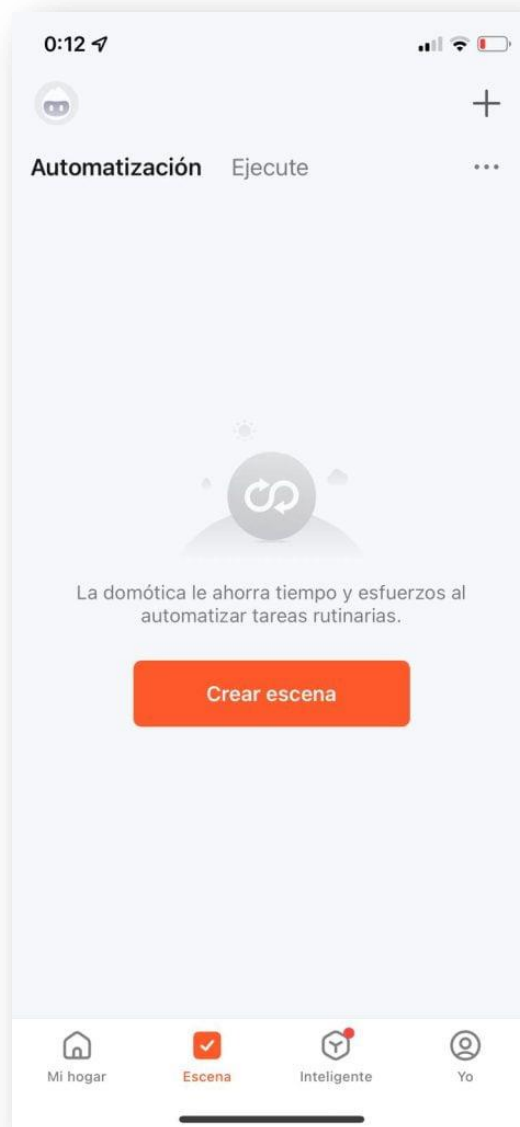 0:12
Automatización Ejecute
La domótica le ahorra tiempo y esfuerzos al
automatizar tareas rutinarias.
Crear escena
Mi hogar Escena Inteligente Yo